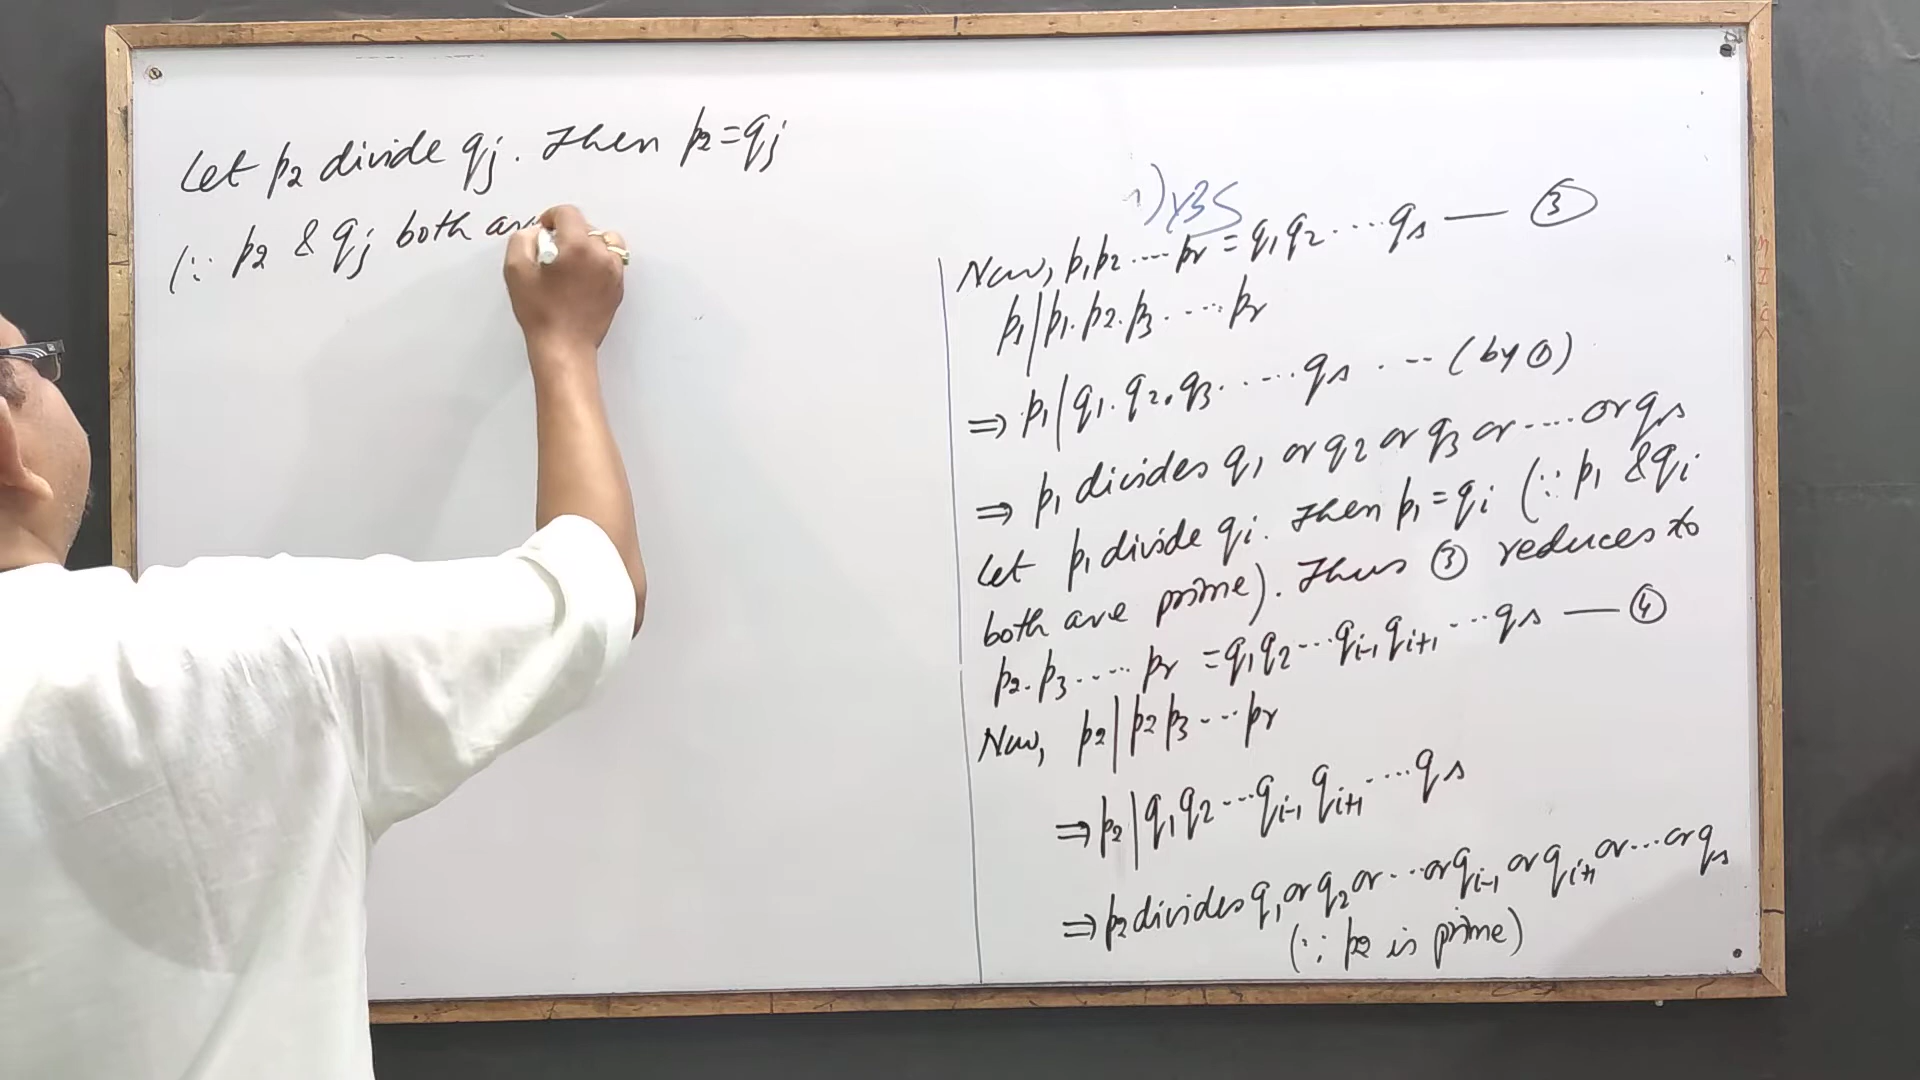 Let p₂ divide qⱼ. Then p₂ = qⱼ
(∵ p₂ & qⱼ both are
Now, p₁p₂ .... pᵣ = q₁q₂ .... qₛ — ③
p₁ | p₁.p₂.p₃. .... pᵣ
⇒ p₁ | q₁.q₂.q₃. .... qₛ ... (by ①)
⇒ p₁ divides q₁ or q₂ or q₃ or .... or qₛ
Let p₁ divide qᵢ. Then p₁ = qᵢ (∵ p₁ & qᵢ
both are prime). Thus ③ reduces to
p₂.p₃ .... pᵣ = q₁q₂ ... qᵢ₋₁ qᵢ₊₁ ... qₛ — ④
Now, p₂ | p₂ p₃ ... pᵣ
⇒ p₂ | q₁ q₂ ... qᵢ₋₁ qᵢ₊₁ .... qₛ
⇒ p₂ divides q₁ or q₂ or ... or qᵢ₋₁ or qᵢ₊₁ or ... or qₛ
(∵ p₂ is prime)